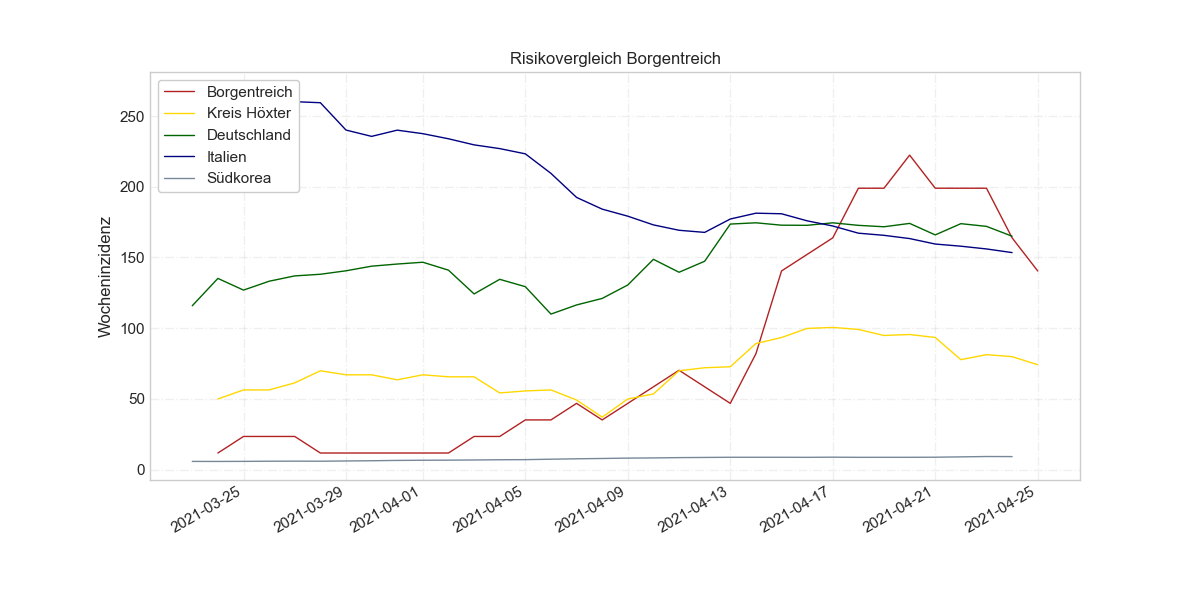 Risikovergleich Borgentreich
Borgentreich
Kreis Höxter
Deutschland
Italien
Südkorea
Wocheninzidenz
250
200
150
100
50
0
2021-03-25
2021-03-29
2021-04-01
2021-04-05
2021-04-09
2021-04-13
2021-04-17
2021-04-21
2021-04-25